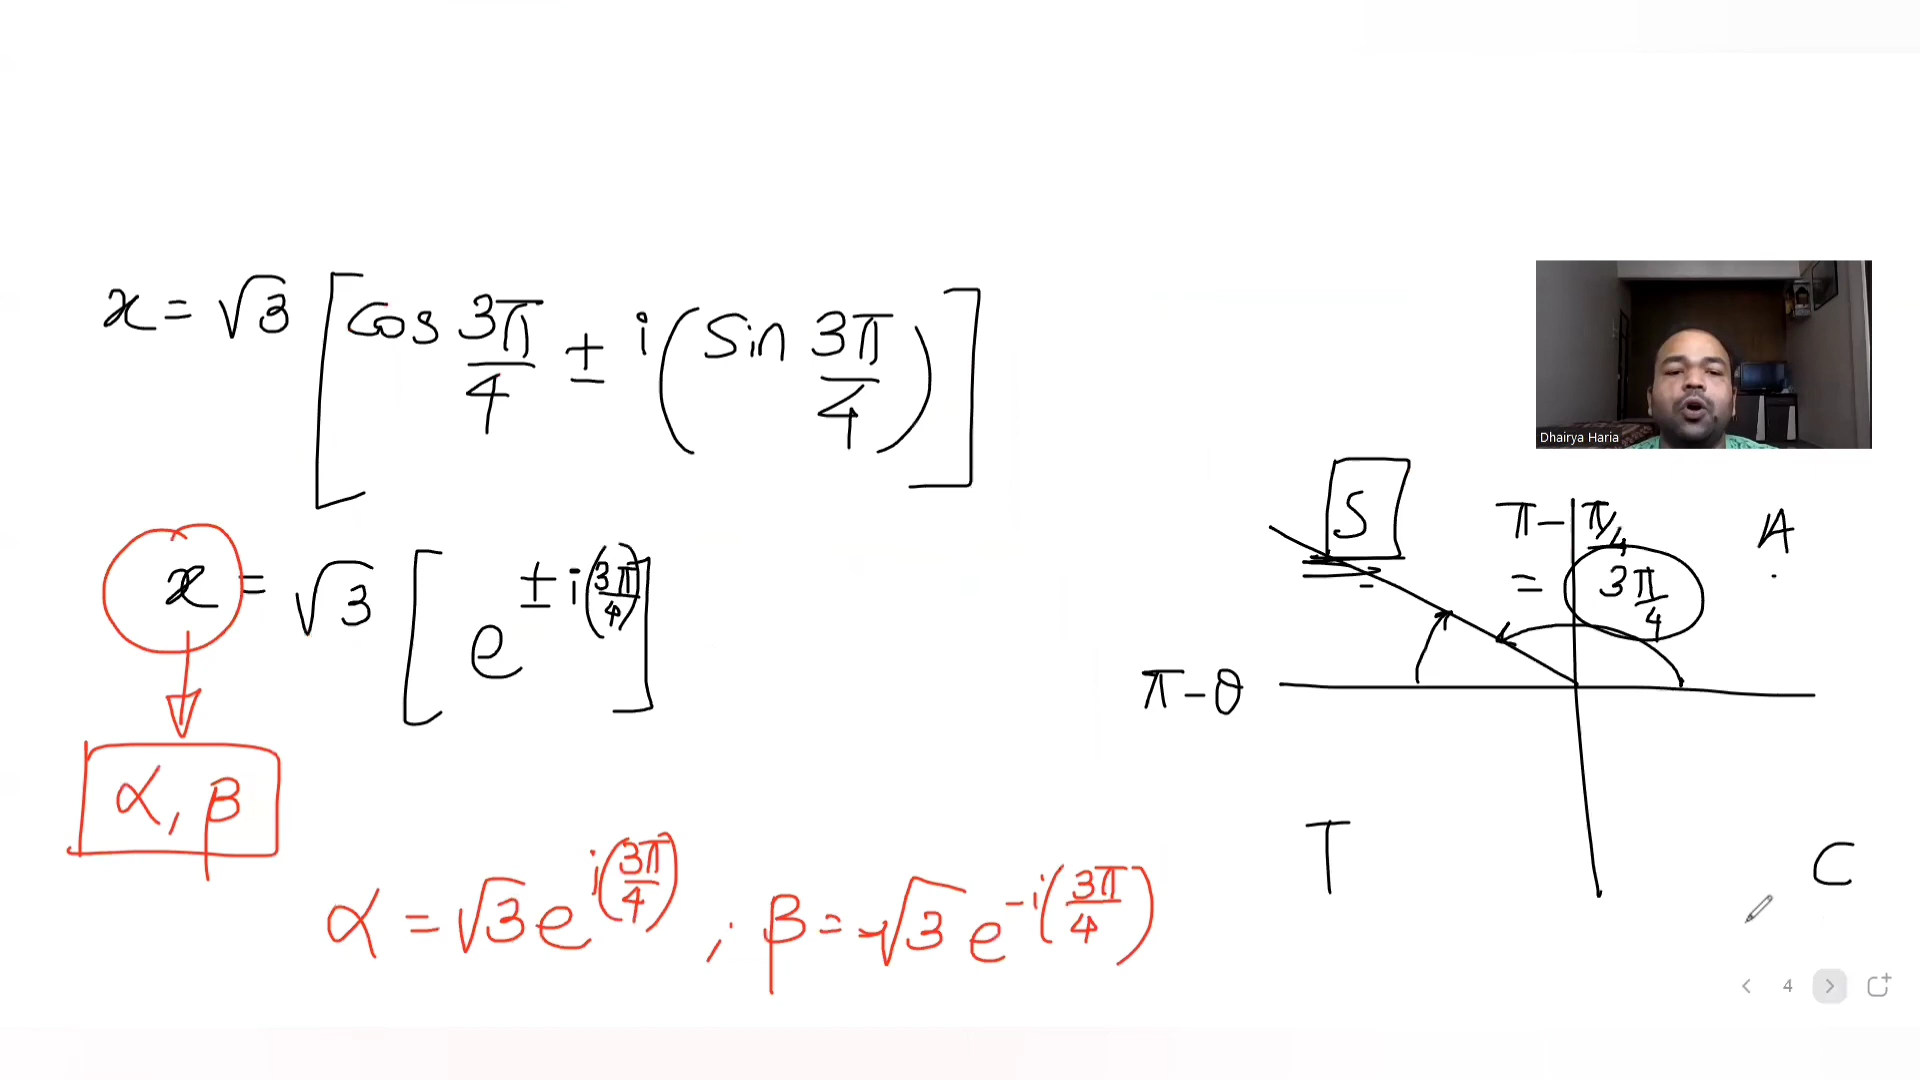 x = √3 [cos 3π/4 ± i (sin 3π/4)]
x = √3 [e^{± i(3π/4)}]
α, β
α = √3 e^{i(3π/4)} ; β = √3 e^{-i(3π/4)}
Dhairya Haria
S
π - π/4
= 3π/4
A
π - θ
T
C
4